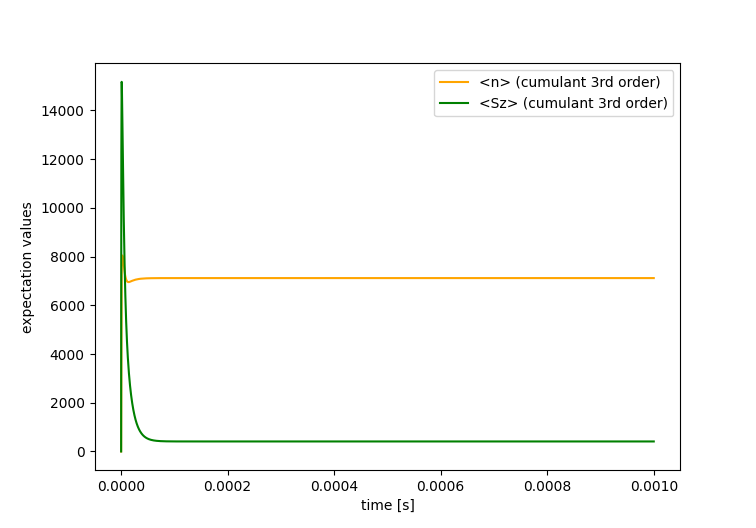 <n> (cumulant 3rd order)
<Sz> (cumulant 3rd order)
expectation values
14000
12000
10000
8000
6000
4000
2000
0
0.0000 0.0002 0.0004 0.0006 0.0008 0.0010
time [s]